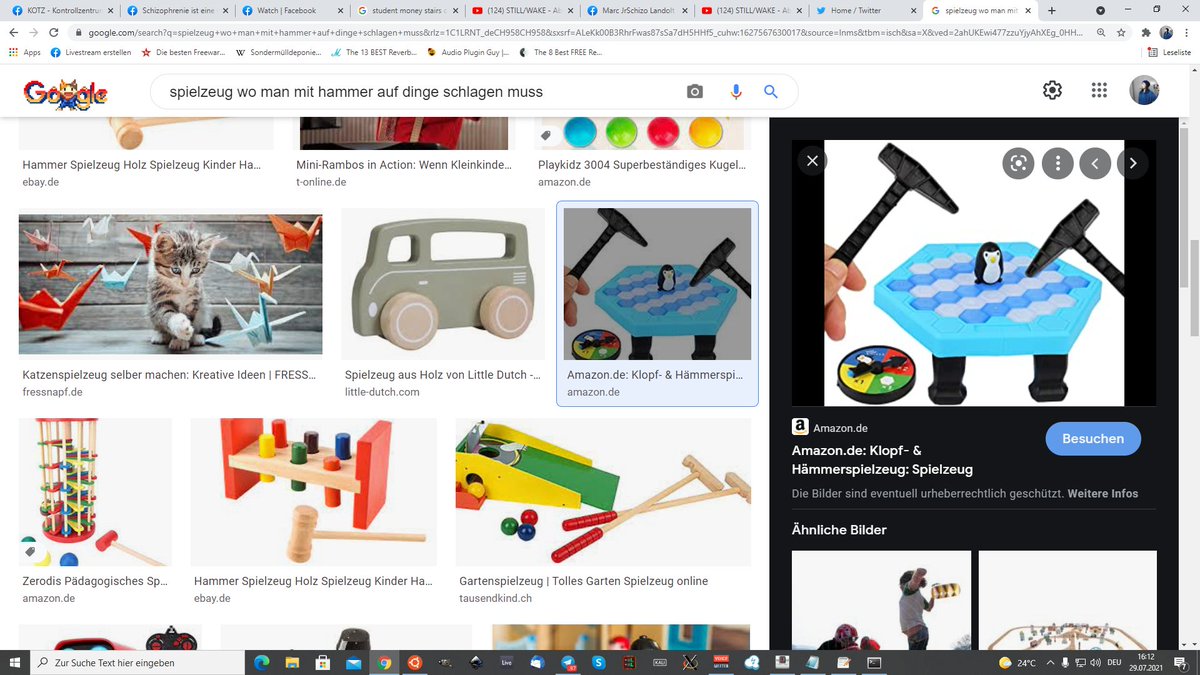 KOTZ - Kontrollzentru
Schizophrenie ist eine
Watch | Facebook
student money stairs c
(124) STILL/WAKE - Ab
Marc JrSchizo Landolt
(124) STILL/WAKE - Ab
Home / Twitter
spielzeug wo man mit
google.com/search?q=spielzeug+wo+man+mit+hammer+auf+dinge+schlagen+muss&rlz=1C1LRNT_deCH958CH958&sxsrf=ALeKk00B3RhrFwas87sSa7dH5HHf5_cuhw:1627567630017&source=lnms&tbm=isch&sa=X&ved=2ahUKEwi477zzuYjyAhXEg_0HH...
Apps
Livestream erstellen
Die besten Freewar...
Sondermülldeponie...
The 13 BEST Reverb...
Audio Plugin Guy |...
The 8 Best FREE Re...
Leseliste
Google
spielzeug wo man mit hammer auf dinge schlagen muss
Hammer Spielzeug Holz Spielzeug Kinder Ha...
ebay.de
Mini-Rambos in Action: Wenn Kleinkinde...
t-online.de
Playkidz 3004 Superbeständiges Kugel...
amazon.de
Katzenspielzeug selber machen: Kreative Ideen | FRESS...
fressnapf.de
Spielzeug aus Holz von Little Dutch -...
little-dutch.com
Amazon.de: Klopf- & Hämmerspi...
amazon.de
Zerodis Pädagogisches Sp...
amazon.de
Hammer Spielzeug Holz Spielzeug Kinder Ha...
ebay.de
Gartenspielzeug | Tolles Garten Spielzeug online
tausendkind.ch
Amazon.de
Amazon.de: Klopf- &
Hämmerspielzeug: Spielzeug
Besuchen
Die Bilder sind eventuell urheberrechtlich geschützt. Weitere Infos
Ähnliche Bilder
Zur Suche Text hier eingeben
Live
24°C
DEU
16:12
29.07.2021